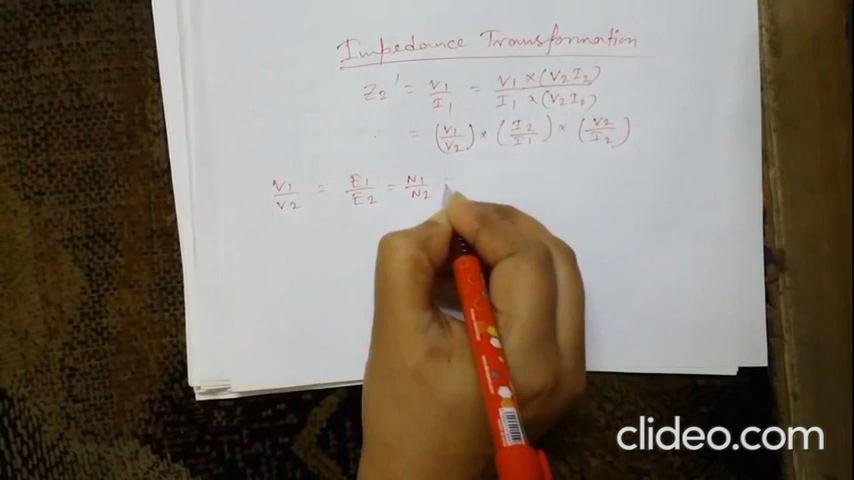 Impedance Transformation
Z2' = V1/I1 = V1 × (V2 I2)/I1 × (V2 I2)
= (V1/V2) × (I2/I1) × (V2/I2)
V1/V2 = E1/E2 = N1/N2
clideo.com